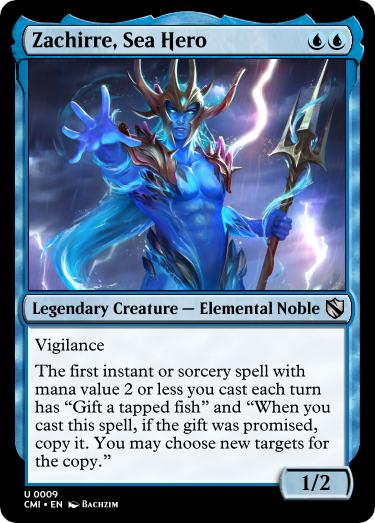 Zachirre, Sea Hero
Legendary Creature — Elemental Noble
Vigilance
The first instant or sorcery spell with
mana value 2 or less you cast each turn
has “Gift a tapped fish” and “When you
cast this spell, if the gift was promised,
copy it. You may choose new targets for
the copy.”
1/2
U 0009
CMI • EN Bachzim